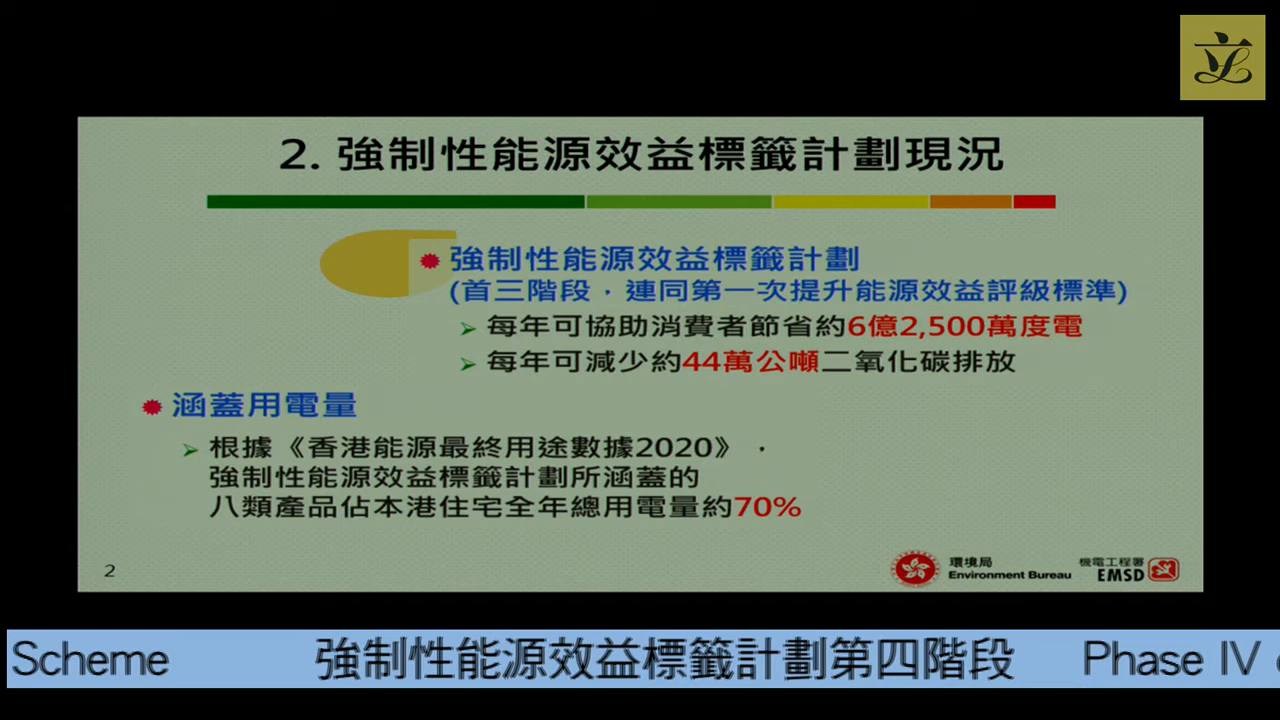 2. 強制性能源效益標籤計劃現況
強制性能源效益標籤計劃
(首三階段，連同第一次提升能源效益評級標準)
每年可協助消費者節省約6億2,500萬度電
每年可減少約44萬公噸二氧化碳排放
涵蓋用電量
根據《香港能源最終用途數據2020》，
強制性能源效益標籤計劃所涵蓋的
八類產品佔本港住宅全年總用電量約70%
2
環境局
Environment Bureau
機電工程署
EMSD
Scheme 強制性能源效益標籤計劃第四階段 Phase IV